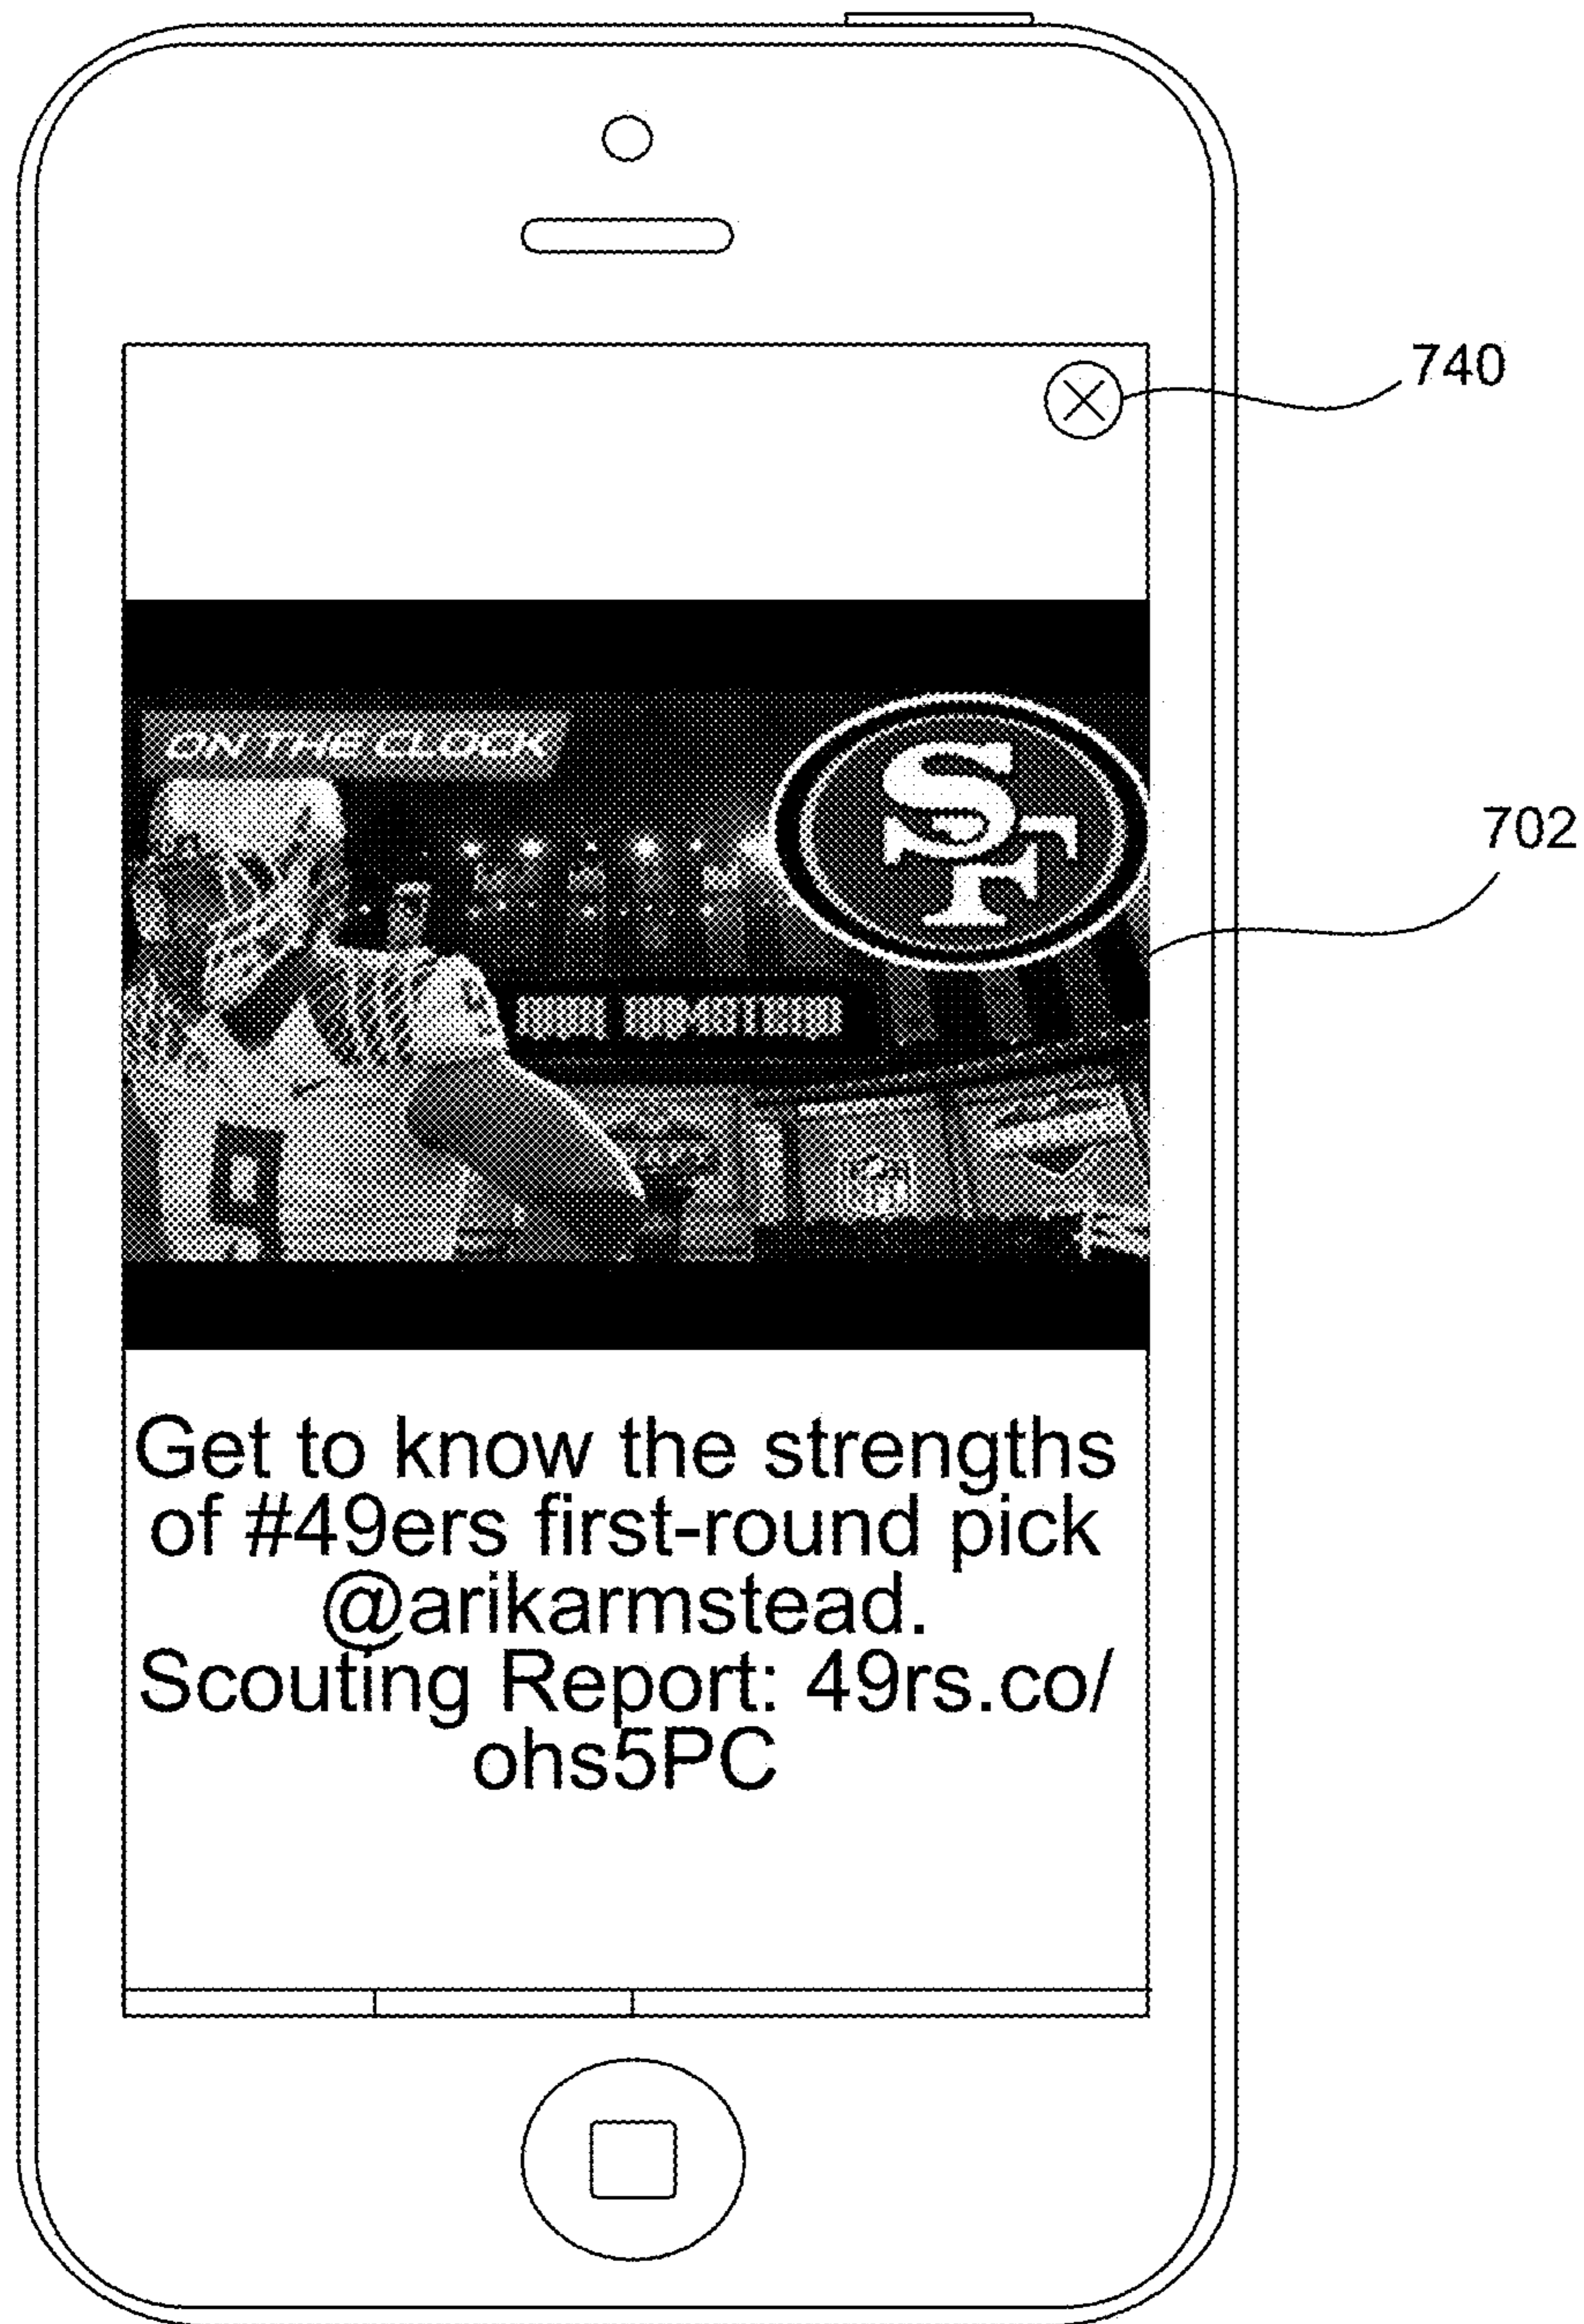 740
ON THE CLOCK
SF
702
Get to know the strengths
of #49ers first-round pick
@arikarmstead.
Scouting Report: 49rs.co/
ohs5PC